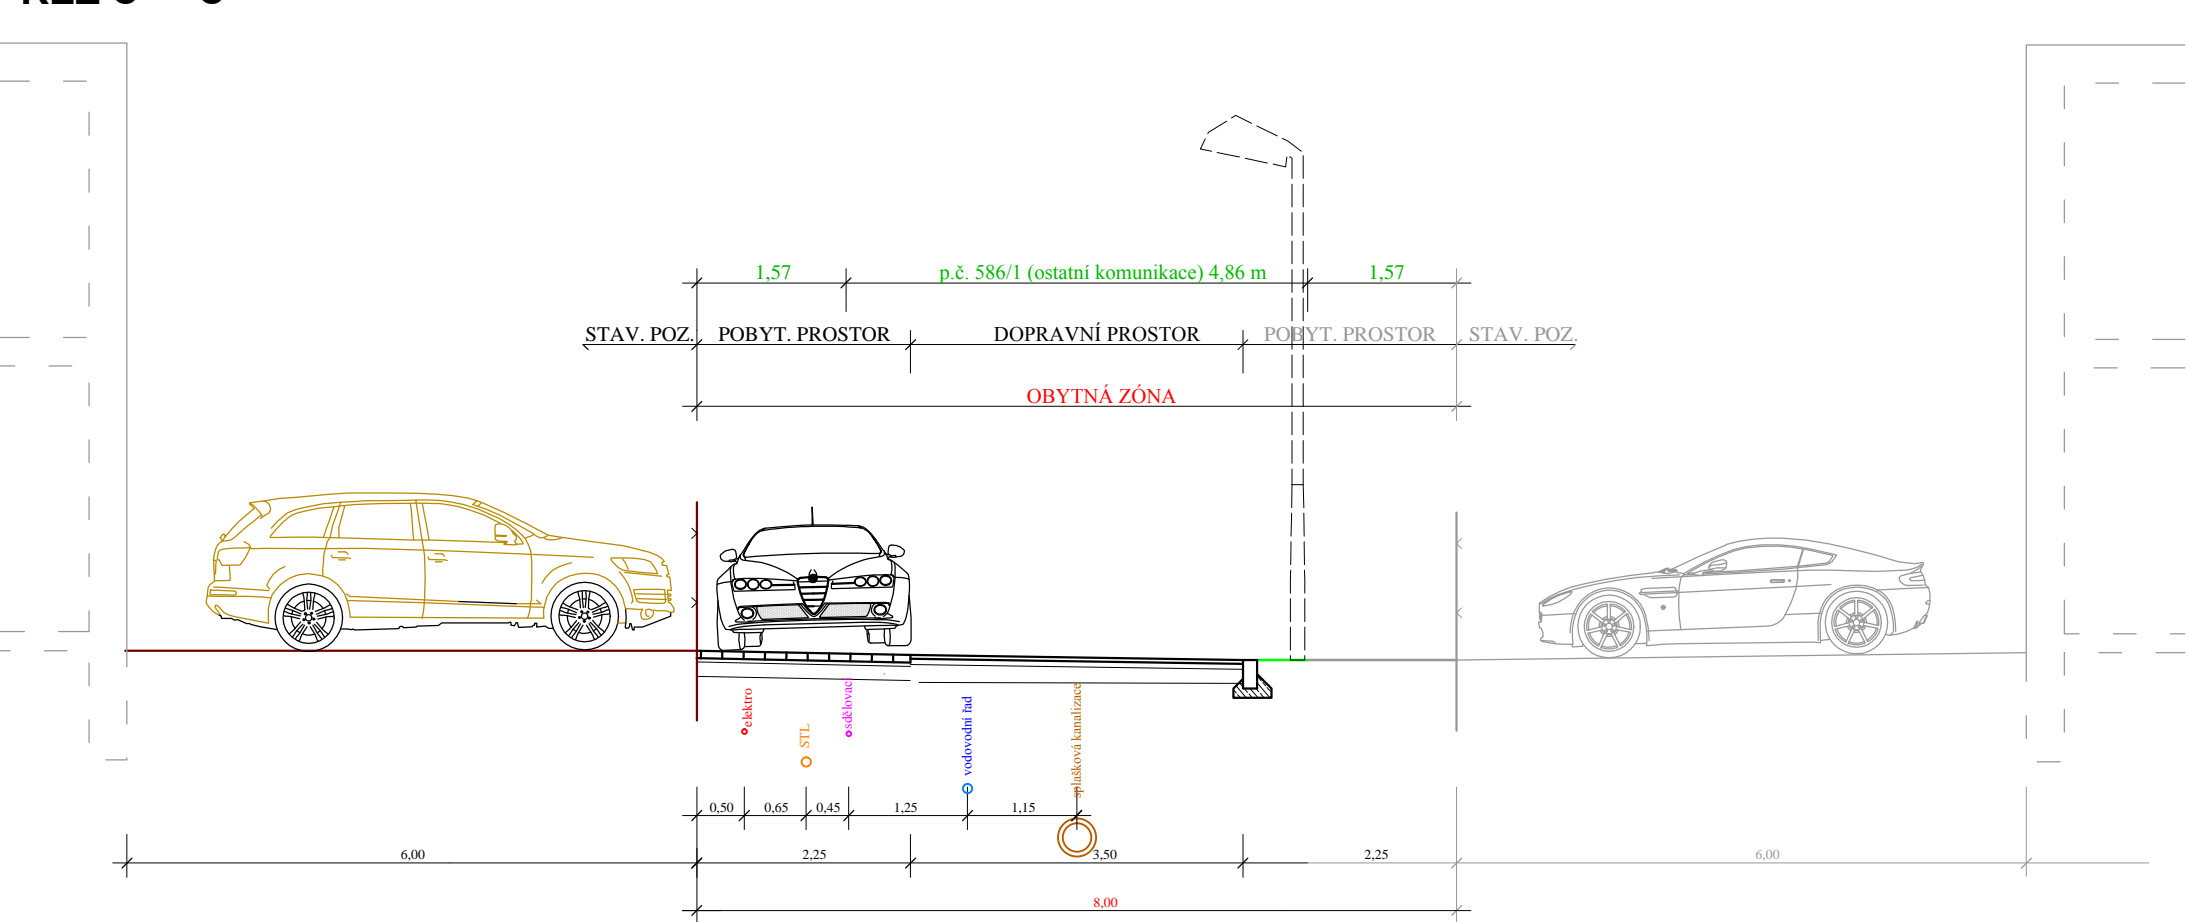 1,57 p.č. 586/1 (ostatní komunikace) 4,86 m 1,57
STAV. POZ. POBYT. PROSTOR DOPRAVNÍ PROSTOR POBYT. PROSTOR STAV. POZ.
OBYTNÁ ZÓNA
elektro
STL
sdělovací
vodovodní řad
splašková kanalizace
0,50 0,65 0,45 1,25 1,15
6,00 2,25 3,50 2,25 6,00
8,00